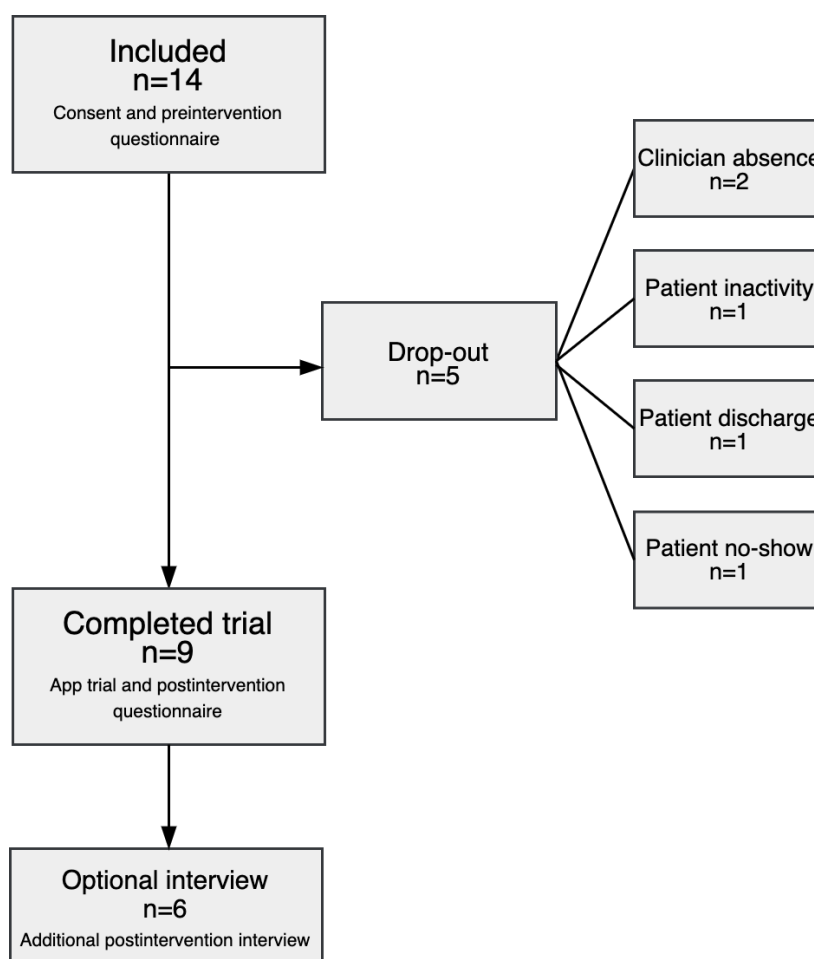 Included
n=14
Consent and preintervention
questionnaire
Clinician absence
n=2
Patient inactivity
n=1
Drop-out
n=5
Patient discharge
n=1
Patient no-show
n=1
Completed trial
n=9
App trial and postintervention
questionnaire
Optional interview
n=6
Additional postintervention interview